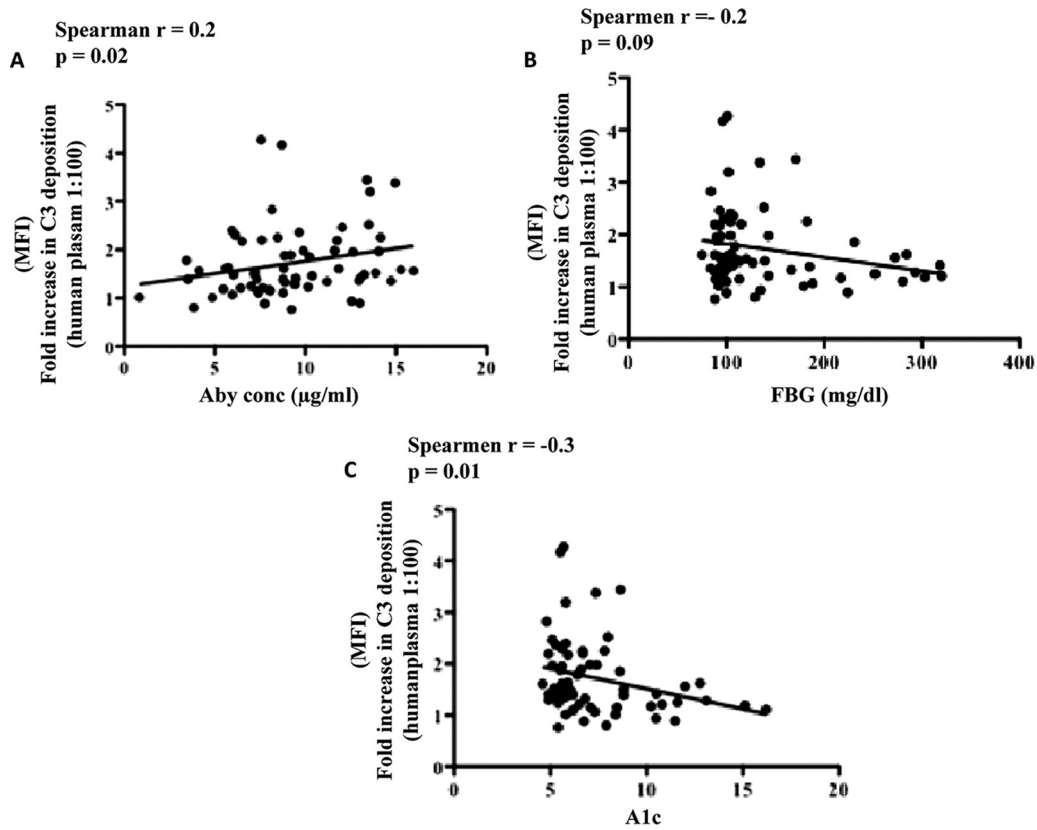 Spearman r = 0.2
p = 0.02
A
5
4
3
2
1
0
0
5
10
15
20
(MFI)
Fold increase in C3 deposition
(human plasam 1:100)
Aby conc (µg/ml)
Spearmen r =- 0.2
p = 0.09
B
5
4
3
2
1
0
0
100
200
300
400
(MFI)
Fold increase in C3 deposition
(human plasma 1:100)
FBG (mg/dl)
Spearmen r = -0.3
p = 0.01
C
5
4
3
2
1
0
0
5
10
15
20
(MFI)
Fold increase in C3 deposition
(humanplasma 1:100)
A1c